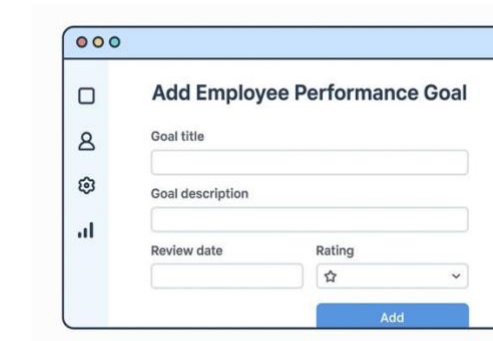 Add Employee Performance Goal
Goal title
Goal description
Review date Rating
Add